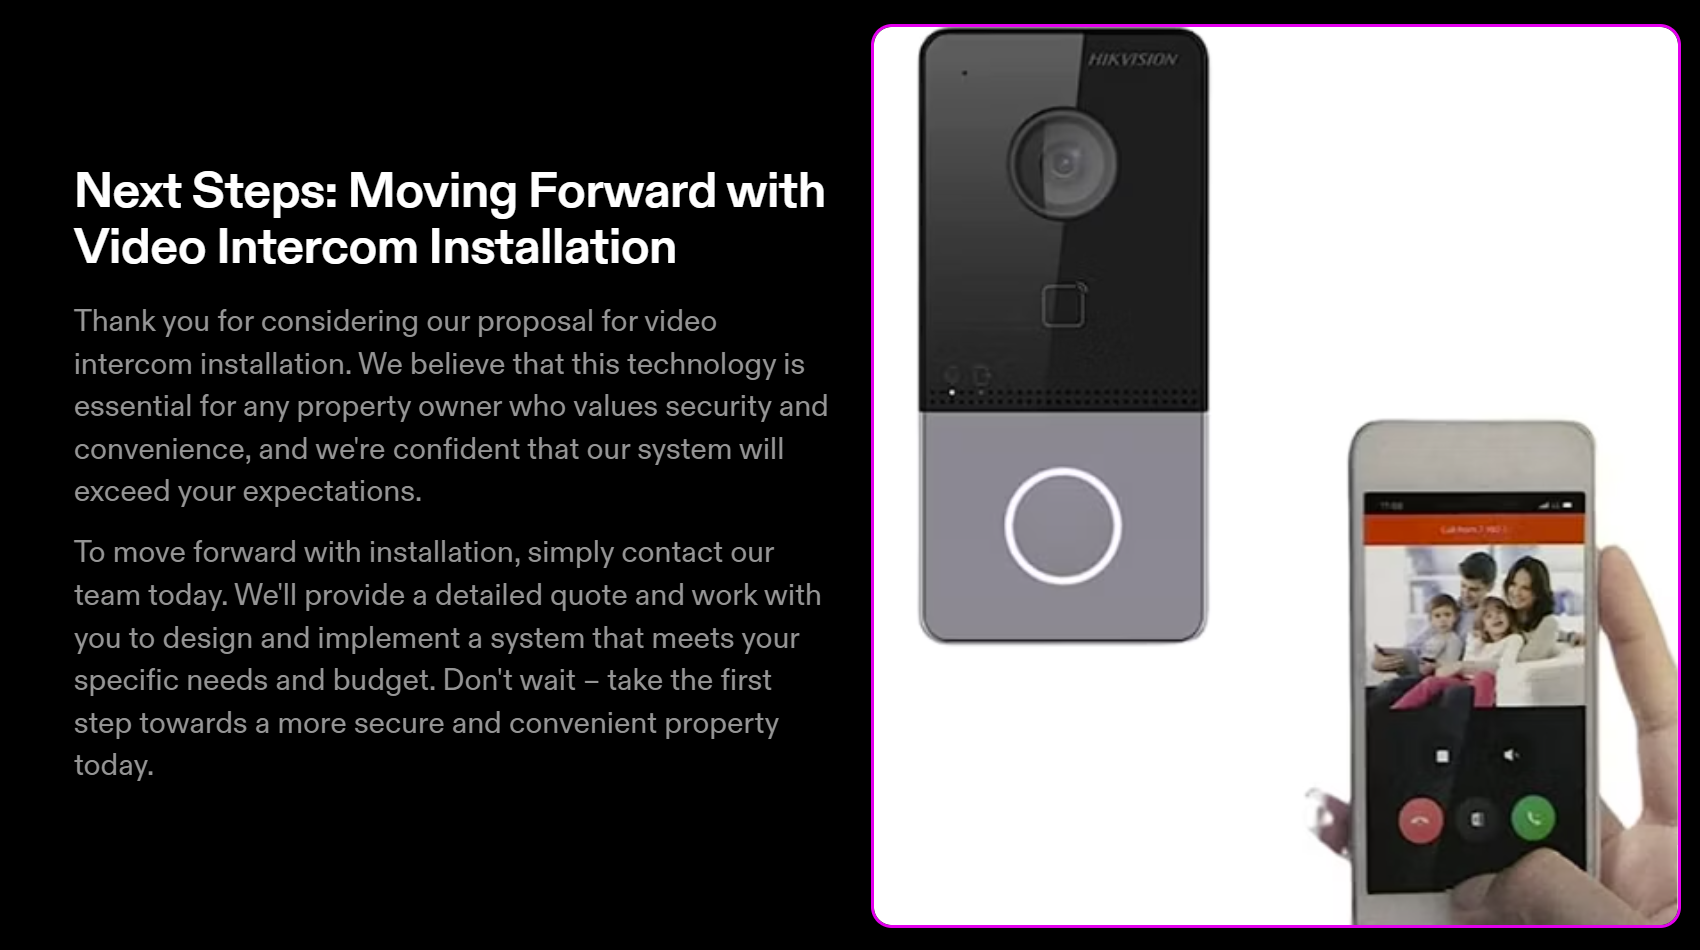 Next Steps: Moving Forward with
Video Intercom Installation
Thank you for considering our proposal for video
intercom installation. We believe that this technology is
essential for any property owner who values security and
convenience, and we're confident that our system will
exceed your expectations.
To move forward with installation, simply contact our
team today. We'll provide a detailed quote and work with
you to design and implement a system that meets your
specific needs and budget. Don't wait – take the first
step towards a more secure and convenient property
today.
HIKVISION
Call from